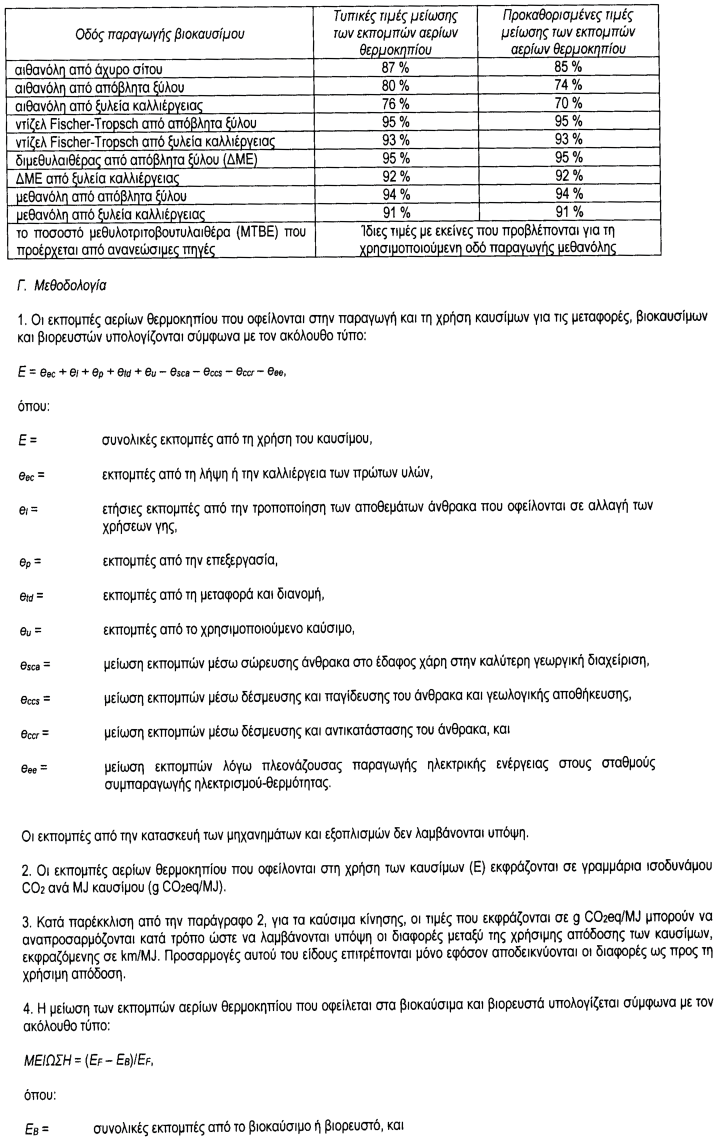 Οδός παραγωγής βιοκαυσίμου
Τυπικές τιμές μείωσης
των εκπομπών αερίων
θερμοκηπίου
Προκαθορισμένες τιμές
μείωσης των εκπομπών
αερίων θερμοκηπίου
αιθανόλη από άχυρο σίτου 87 % 85 %
αιθανόλη από απόβλητα ξύλου 80 % 74 %
αιθανόλη από ξυλεία καλλιέργειας 76 % 70 %
ντίζελ Fischer-Tropsch από απόβλητα ξύλου 95 % 95 %
ντίζελ Fischer-Tropsch από ξυλεία καλλιέργειας 93 % 93 %
διμεθυλαιθέρας από απόβλητα ξύλου (ΔΜΕ) 95 % 95 %
ΔΜΕ από ξυλεία καλλιέργειας 92 % 92 %
μεθανόλη από απόβλητα ξύλου 94 % 94 %
μεθανόλη από ξυλεία καλλιέργειας 91 % 91 %
το ποσοστό μεθυλοτριτοβουτυλαιθέρα (MTBE) που
προέρχεται από ανανεώσιμες πηγές
Ίδιες τιμές με εκείνες που προβλέπονται για τη
χρησιμοποιούμενη οδό παραγωγής μεθανόλης
Γ. Μεθοδολογία
1. Οι εκπομπές αερίων θερμοκηπίου που οφείλονται στην παραγωγή και τη χρήση καυσίμων για τις μεταφορές, βιοκαυσίμων
και βιορευστών υπολογίζονται σύμφωνα με τον ακόλουθο τύπο:
E = eec + el + ep + etd + eu – esca – eccs – eccr – eee,
όπου:
E = συνολικές εκπομπές από τη χρήση του καυσίμου,
eec = εκπομπές από τη λήψη ή την καλλιέργεια των πρώτων υλών,
el = ετήσιες εκπομπές από την τροποποίηση των αποθεμάτων άνθρακα που οφείλονται σε αλλαγή των
χρήσεων γης,
ep = εκπομπές από την επεξεργασία,
etd = εκπομπές από τη μεταφορά και διανομή,
eu = εκπομπές από το χρησιμοποιούμενο καύσιμο,
esca = μείωση εκπομπών μέσω σώρευσης άνθρακα στο έδαφος χάρη στην καλύτερη γεωργική διαχείριση,
eccs = μείωση εκπομπών μέσω δέσμευσης και παγίδευσης του άνθρακα και γεωλογικής αποθήκευσης,
eccr = μείωση εκπομπών μέσω δέσμευσης και αντικατάστασης του άνθρακα, και
eee = μείωση εκπομπών λόγω πλεονάζουσας παραγωγής ηλεκτρικής ενέργειας στους σταθμούς
συμπαραγωγής ηλεκτρισμού-θερμότητας.
Οι εκπομπές από την κατασκευή των μηχανημάτων και εξοπλισμών δεν λαμβάνονται υπόψη.
2. Οι εκπομπές αερίων θερμοκηπίου που οφείλονται στη χρήση των καυσίμων (Ε) εκφράζονται σε γραμμάρια ισοδυνάμου
CO2 ανά MJ καυσίμου (g CO2eq/MJ).
3. Κατά παρέκκλιση από την παράγραφο 2, για τα καύσιμα κίνησης, οι τιμές που εκφράζονται σε g CO2eq/MJ μπορούν να
αναπροσαρμόζονται κατά τρόπο ώστε να λαμβάνονται υπόψη οι διαφορές μεταξύ της χρήσιμης απόδοσης των καυσίμων,
εκφραζόμενης σε km/MJ. Προσαρμογές αυτού του είδους επιτρέπονται μόνο εφόσον αποδεικνύονται οι διαφορές ως προς τη
χρήσιμη απόδοση.
4. Η μείωση των εκπομπών αερίων θερμοκηπίου που οφείλεται στα βιοκαύσιμα και βιορευστά υπολογίζεται σύμφωνα με τον
ακόλουθο τύπο:
ΜΕΙΩΣΗ = (EF – EB)/EF,
όπου:
EB = συνολικές εκπομπές από το βιοκαύσιμο ή βιορευστό, και